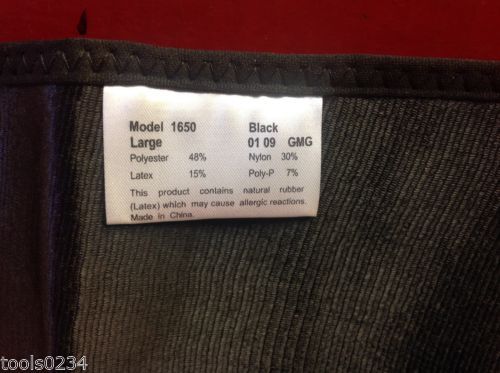 Model 1650 Black
Large 01 09 GMG
Polyester 48% Nylon 30%
Latex 15% Poly-P 7%
This product contains natural rubber
(Latex) which may cause allergic reactions.
Made in China.
tools0234